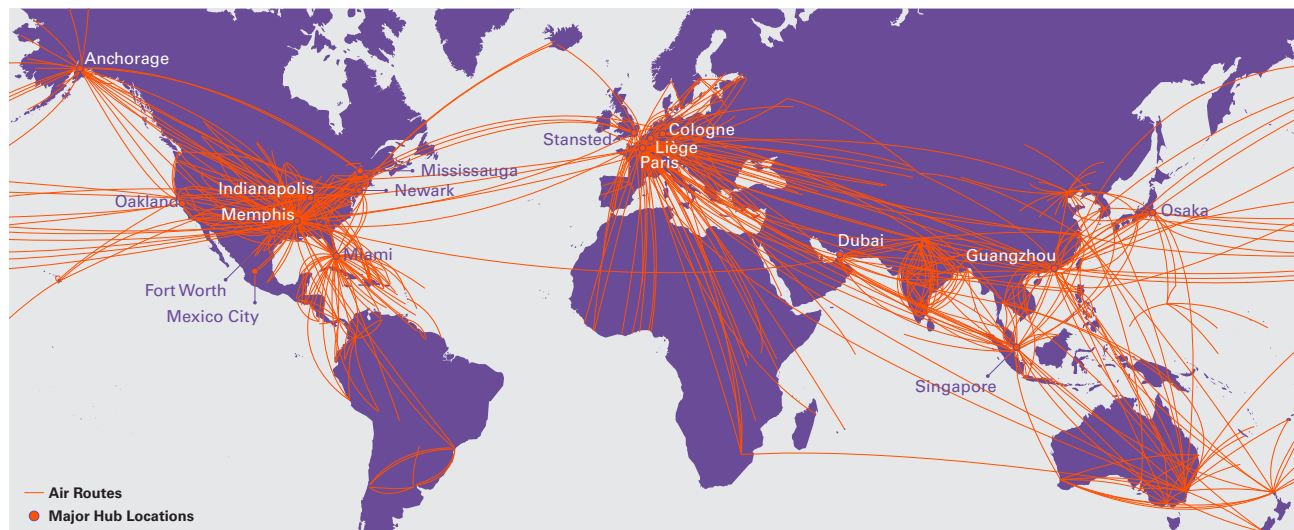 Anchorage
Stansted
Cologne
Liège
Paris
Mississauga
Newark
Indianapolis
Oakland
Memphis
Osaka
Miami
Dubai
Guangzhou
Fort Worth
Mexico City
Singapore
Air Routes
Major Hub Locations